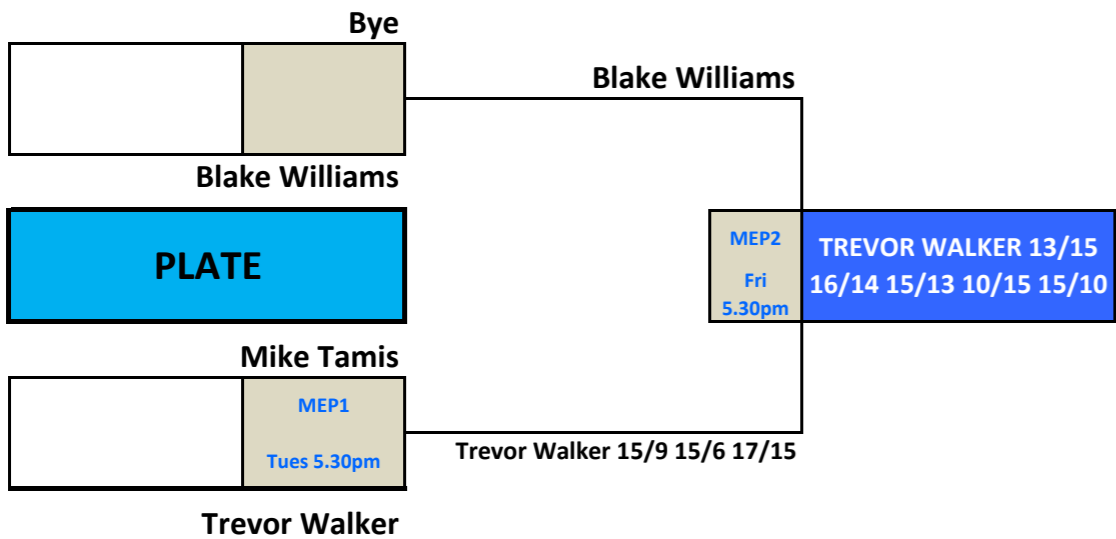 Bye
Blake Williams
Blake Williams
PLATE
MEP2
Fri
5.30pm
TREVOR WALKER 13/15
16/14 15/13 10/15 15/10
Mike Tamis
MEP1
Tues 5.30pm
Trevor Walker 15/9 15/6 17/15
Trevor Walker